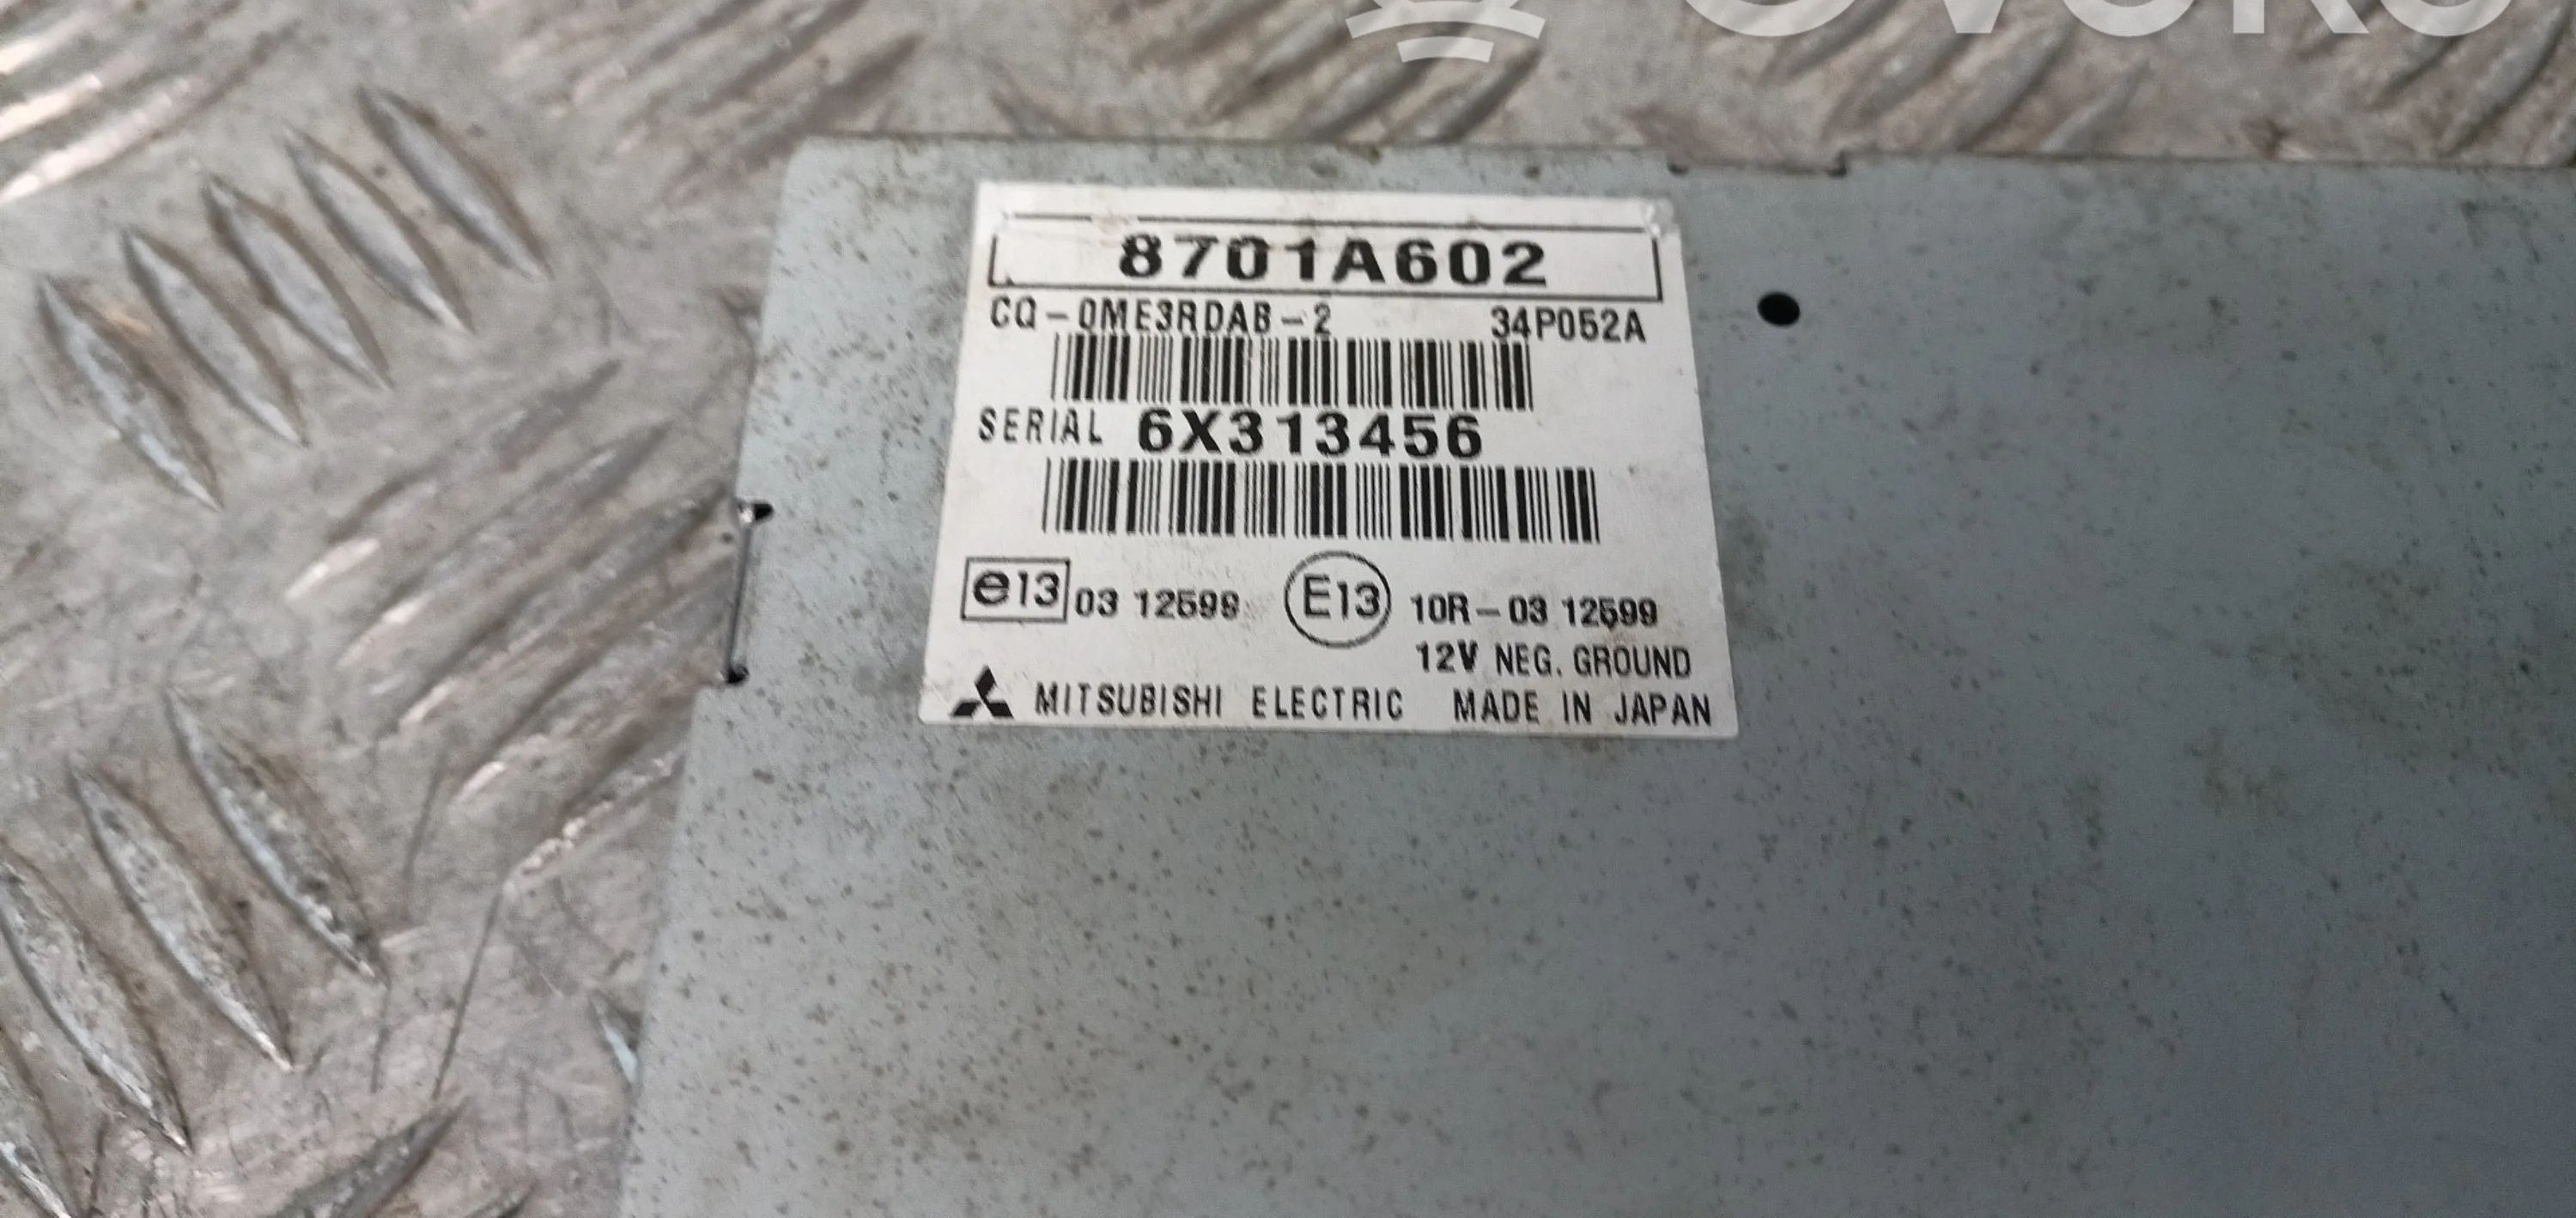 8701A602
CQ-0ME3RDAB-2 34P052A
SERIAL 6X313456
e13 03 12599 E13 10R-03 12599
12V NEG. GROUND
MITSUBISHI ELECTRIC MADE IN JAPAN